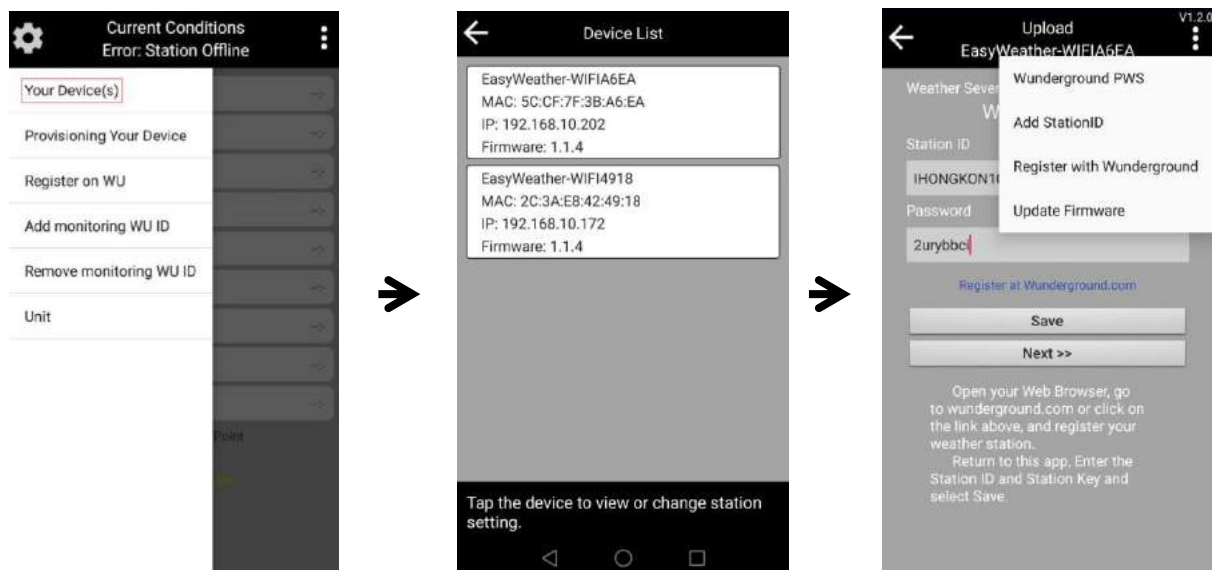 Current Conditions
Error: Station Offline
Your Device(s)
Provisioning Your Device
Register on WU
Add monitoring WU ID
Remove monitoring WU ID
Unit
Point
Device List
EasyWeather-WIFIA6EA
MAC: 5C:CF:7F:3B:A6:EA
IP: 192.168.10.202
Firmware: 1.1.4
EasyWeather-WIFI4918
MAC: 2C:3A:E8:42:49:18
IP: 192.168.10.172
Firmware: 1.1.4
Tap the device to view or change station
setting.
V1.2.0
Upload
EasyWeather-WIFIA6EA
Wunderground PWS
Add StationID
Register with Wunderground
Update Firmware
Weather Sever
W
Station ID
IHONGKON1
Password
2urybbci
Register at Wunderground.com
Save
Next >>
Open your Web Browser, go
to wunderground.com or click on
the link above, and register your
weather station.
Return to this app, Enter the
Station ID and Station Key and
select Save.